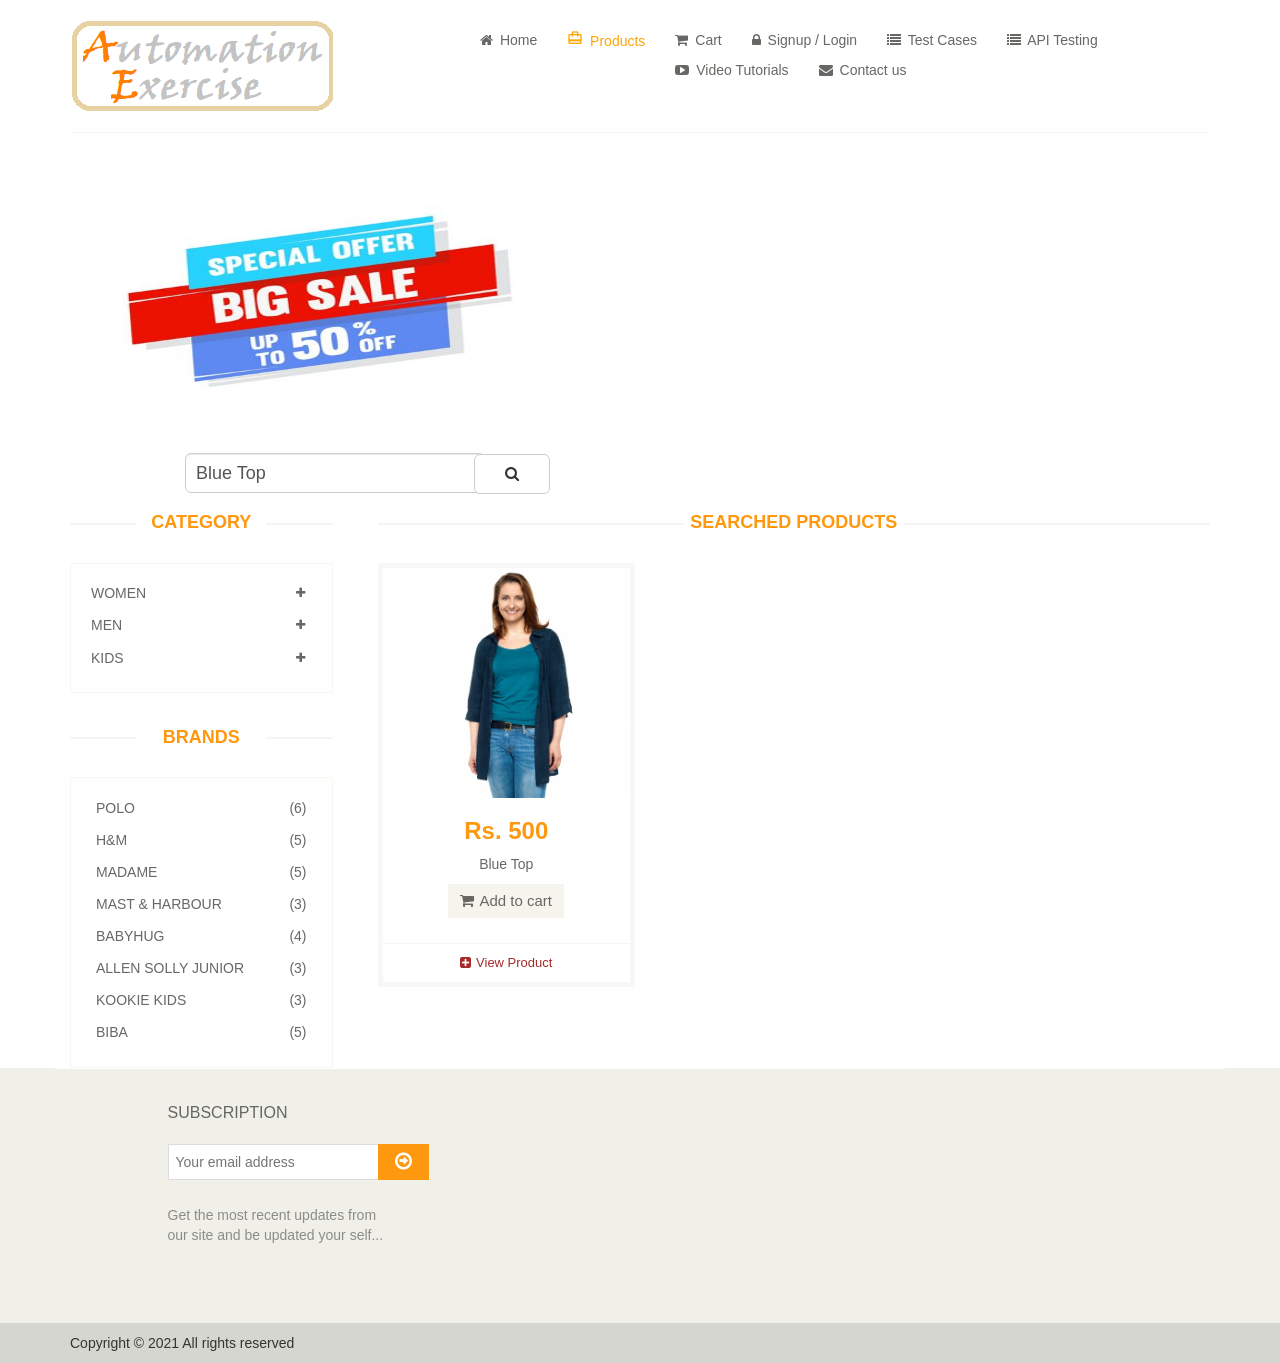 Automation
Exercise
Home
Products
Cart
Signup / Login
Test Cases
API Testing
Video Tutorials
Contact us
SPECIAL OFFER
BIG SALE
UP TO 50% OFF
Blue Top
CATEGORY
WOMEN
MEN
KIDS
BRANDS
POLO (6)
H&M (5)
MADAME (5)
MAST & HARBOUR (3)
BABYHUG (4)
ALLEN SOLLY JUNIOR (3)
KOOKIE KIDS (3)
BIBA (5)
SEARCHED PRODUCTS
Rs. 500
Blue Top
Add to cart
View Product
SUBSCRIPTION
Your email address
Get the most recent updates from
our site and be updated your self...
Copyright © 2021 All rights reserved